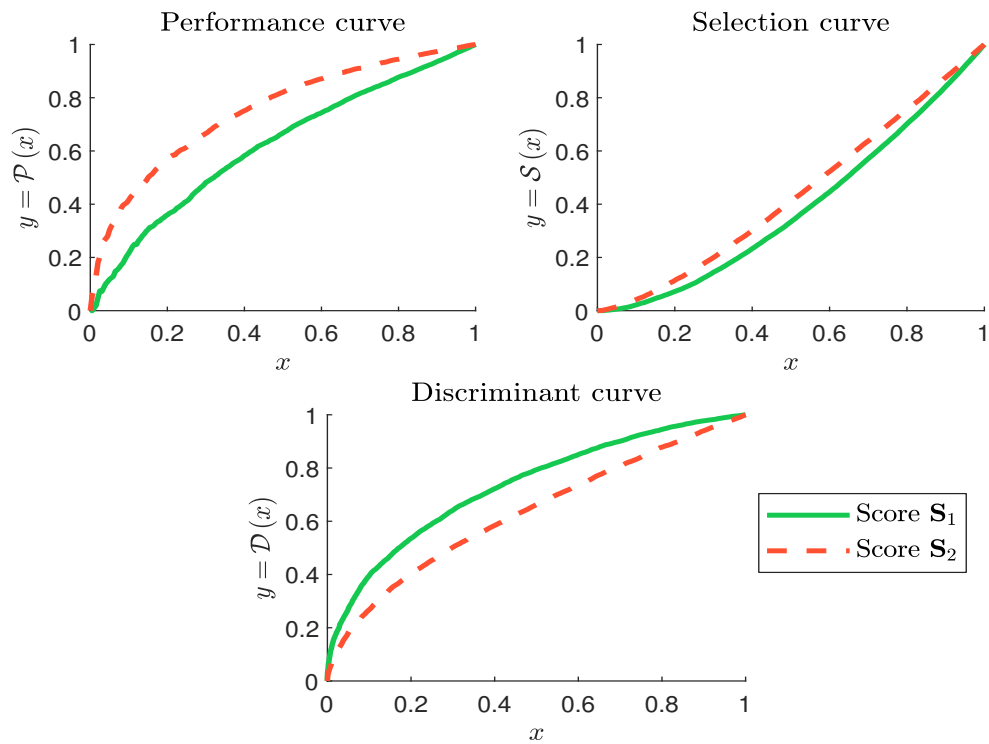 Performance curve
y = 𝒫 (x)
1
0.8
0.6
0.4
0.2
0
0 0.2 0.4 0.6 0.8 1
x
Selection curve
y = 𝒮 (x)
1
0.8
0.6
0.4
0.2
0
0 0.2 0.4 0.6 0.8 1
x
Discriminant curve
y = 𝒟 (x)
1
0.8
0.6
0.4
0.2
0
0 0.2 0.4 0.6 0.8 1
x
Score S₁
Score S₂